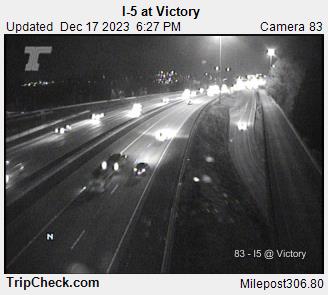 I-5 at Victory
Updated Dec 17 2023 6:27 PM Camera 83
T
N
83 - I5 @ Victory
TripCheck.com Milepost306.80